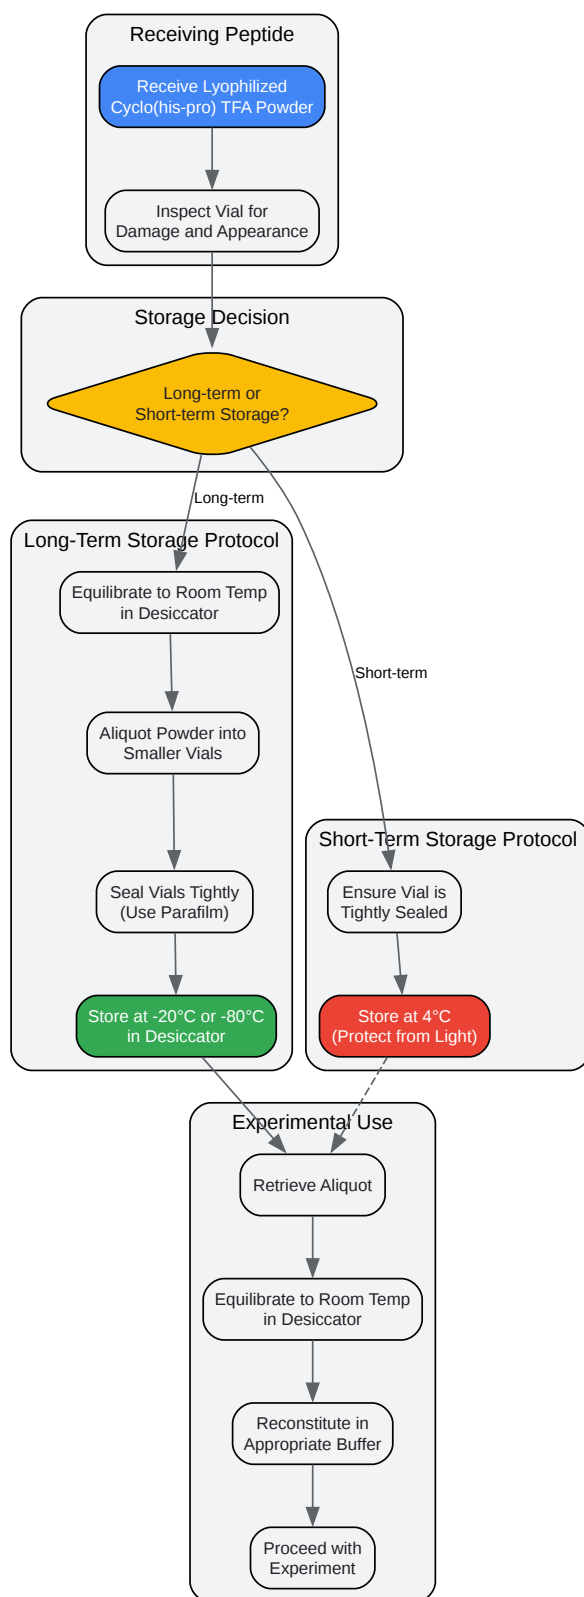 Receiving Peptide
Receive Lyophilized
Cyclo(his-pro) TFA Powder
Inspect Vial for
Damage and Appearance
Storage Decision
Long-term or
Short-term Storage?
Long-term
Long-Term Storage Protocol
Equilibrate to Room Temp
in Desiccator
Aliquot Powder into
Smaller Vials
Seal Vials Tightly
(Use Parafilm)
Store at -20°C or -80°C
in Desiccator
Short-term
Short-Term Storage Protocol
Ensure Vial is
Tightly Sealed
Store at 4°C
(Protect from Light)
Experimental Use
Retrieve Aliquot
Equilibrate to Room Temp
in Desiccator
Reconstitute in
Appropriate Buffer
Proceed with
Experiment